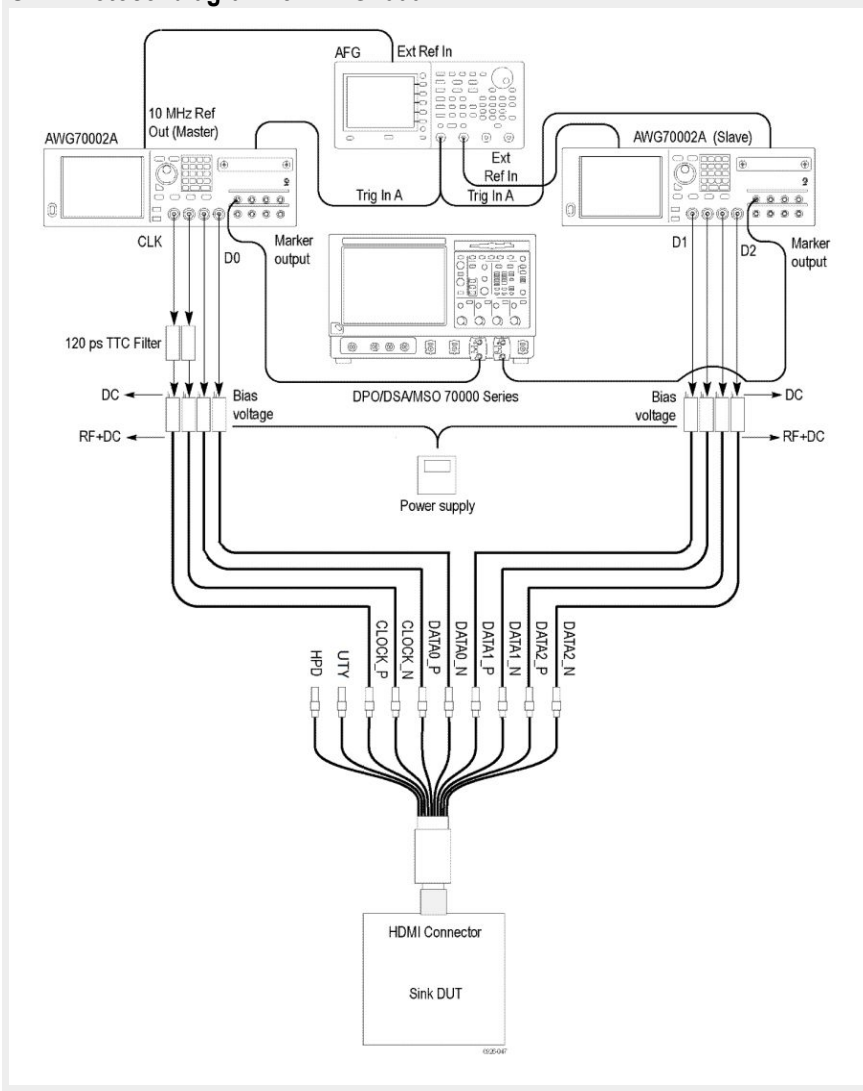 AFG
Ext Ref In
10 MHz Ref
Out (Master)
AWG70002A
AWG70002A (Slave)
Ext
Ref In
Trig In A
Trig In A
CLK
D0
Marker
output
D1
D2
Marker
output
120 ps TTC Filter
DC
Bias
voltage
DPO/DSA/MSO 70000 Series
Bias
voltage
DC
RF+DC
RF+DC
Power supply
HPD
UTY
CLOCK_P
CLOCK_N
DATA0_P
DATA0_N
DATA1_P
DATA1_N
DATA2_P
DATA2_N
HDMI Connector
Sink DUT